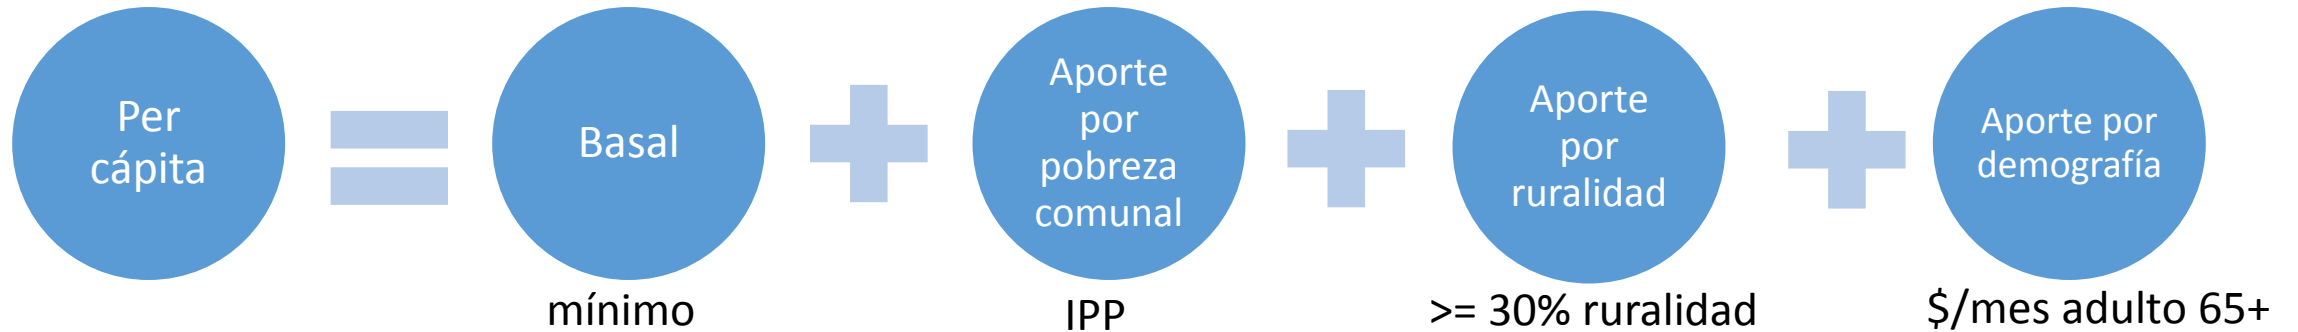 Per
cápita
Basal
Aporte
por
pobreza
comunal
Aporte
por
ruralidad
Aporte por
demografía
mínimo
IPP
>= 30% ruralidad
$/mes adulto 65+